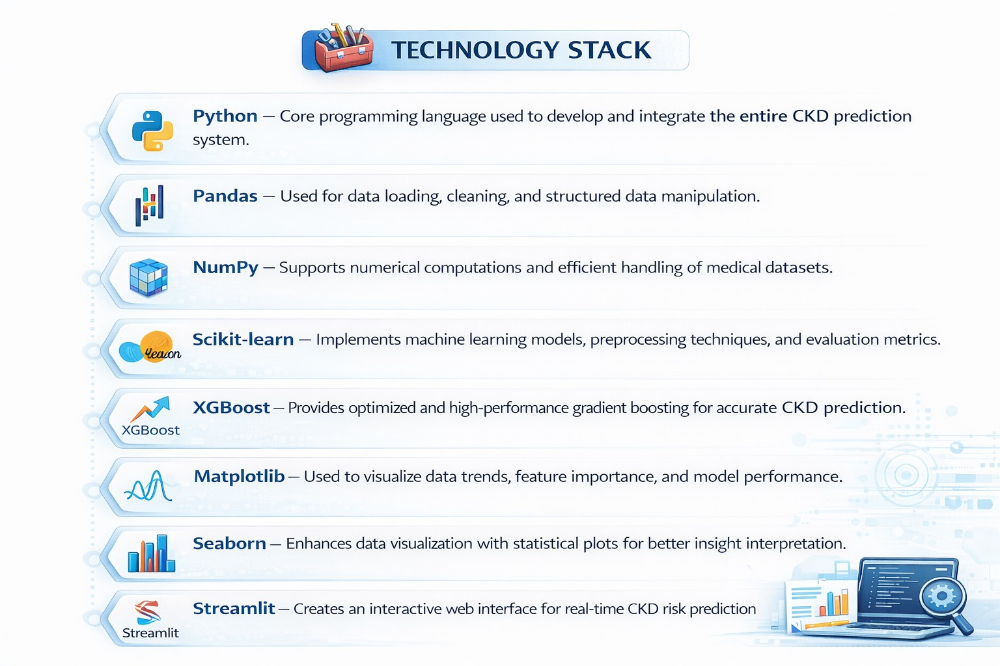 TECHNOLOGY STACK
Python — Core programming language used to develop and integrate the entire CKD prediction
system.
Pandas — Used for data loading, cleaning, and structured data manipulation.
NumPy — Supports numerical computations and efficient handling of medical datasets.
Scikit-learn — Implements machine learning models, preprocessing techniques, and evaluation metrics.
XGBoost
XGBoost — Provides optimized and high-performance gradient boosting for accurate CKD prediction.
Matplotlib — Used to visualize data trends, feature importance, and model performance.
Seaborn — Enhances data visualization with statistical plots for better insight interpretation.
Streamlit
Streamlit — Creates an interactive web interface for real-time CKD risk prediction